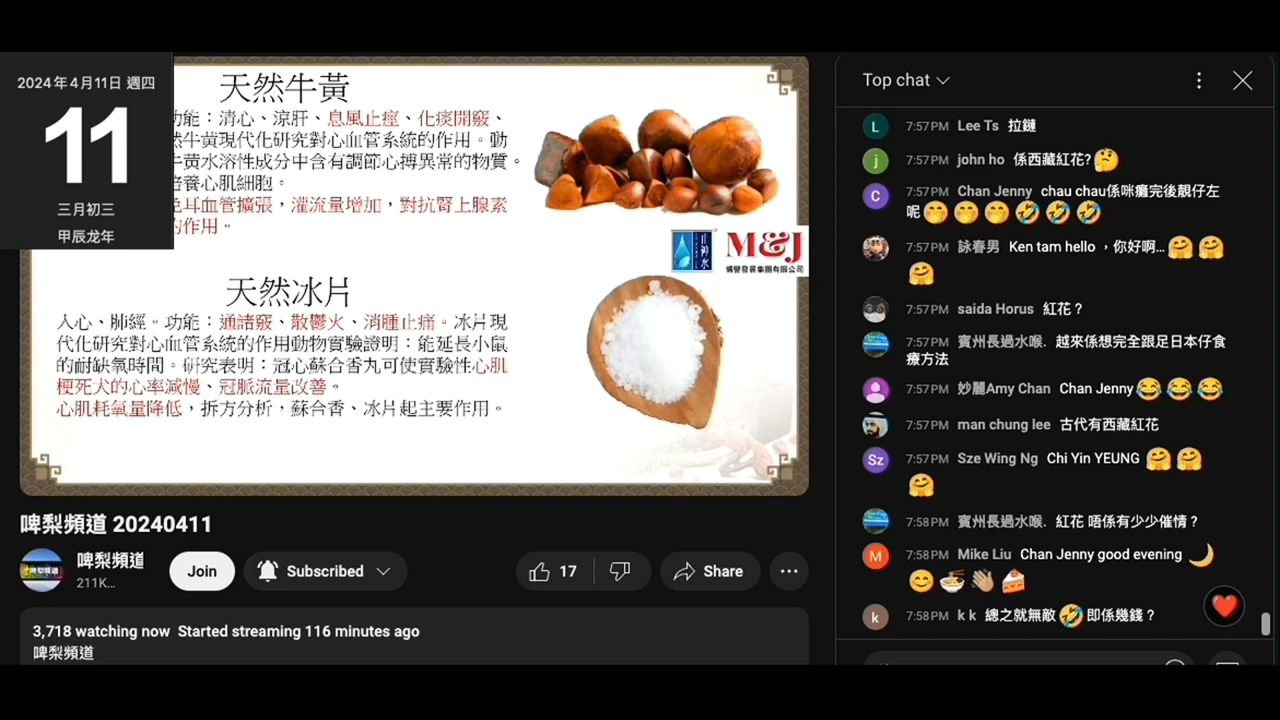 2024年4月11日 週四
11
三月初三
甲辰龙年
天然牛黃
功能：清心、涼肝、息風止痙、化痰開竅、
然牛黃現代化研究對心血管系統的作用。動
牛黃水溶性成分中含有調節心搏異常的物質。
培養心肌細胞。
兔耳血管擴張，灌流量增加，對抗腎上腺素
的作用。
M&J
博譽發展集團有限公司
天然冰片
入心、肺經。功能：通諸竅、散鬱火、消腫止痛。冰片現
代化研究對心血管系統的作用動物實驗證明：能延長小鼠
的耐缺氧時間。研究表明：冠心蘇合香丸可使實驗性心肌
梗死犬的心率減慢、冠脈流量改善。
心肌耗氧量降低，拆方分析，蘇合香、冰片起主要作用。
啤梨頻道 20240411
啤梨頻道
211K...
Join
Subscribed
17
Share
3,718 watching now Started streaming 116 minutes ago
啤梨頻道
Top chat
L 7:57 PM Lee Ts 拉鏈
j 7:57 PM john ho 係西藏紅花?🤔
C 7:57 PM Chan Jenny chau chau係咪癮完後靚仔左
呢🤭🤭🤭🤣🤣🤣
7:57 PM 詠春男 Ken tam hello ，你好啊...🤗🤗
🤗
7:57 PM saida Horus 紅花？
7:57 PM 賓州長過水喉. 越來係想完全跟足日本仔食
療方法
7:57 PM 妙麗Amy Chan Chan Jenny😂😂😂
7:57 PM man chung lee 古代有西藏紅花
Sz 7:57 PM Sze Wing Ng Chi Yin YEUNG 🤗🤗
🤗
7:58 PM 賓州長過水喉. 紅花 唔係有少少催情？
M 7:58 PM Mike Liu Chan Jenny good evening 🌙
😊🍜👋🏼🍰
k 7:58 PM k k 總之就無敵🤣即係幾錢？